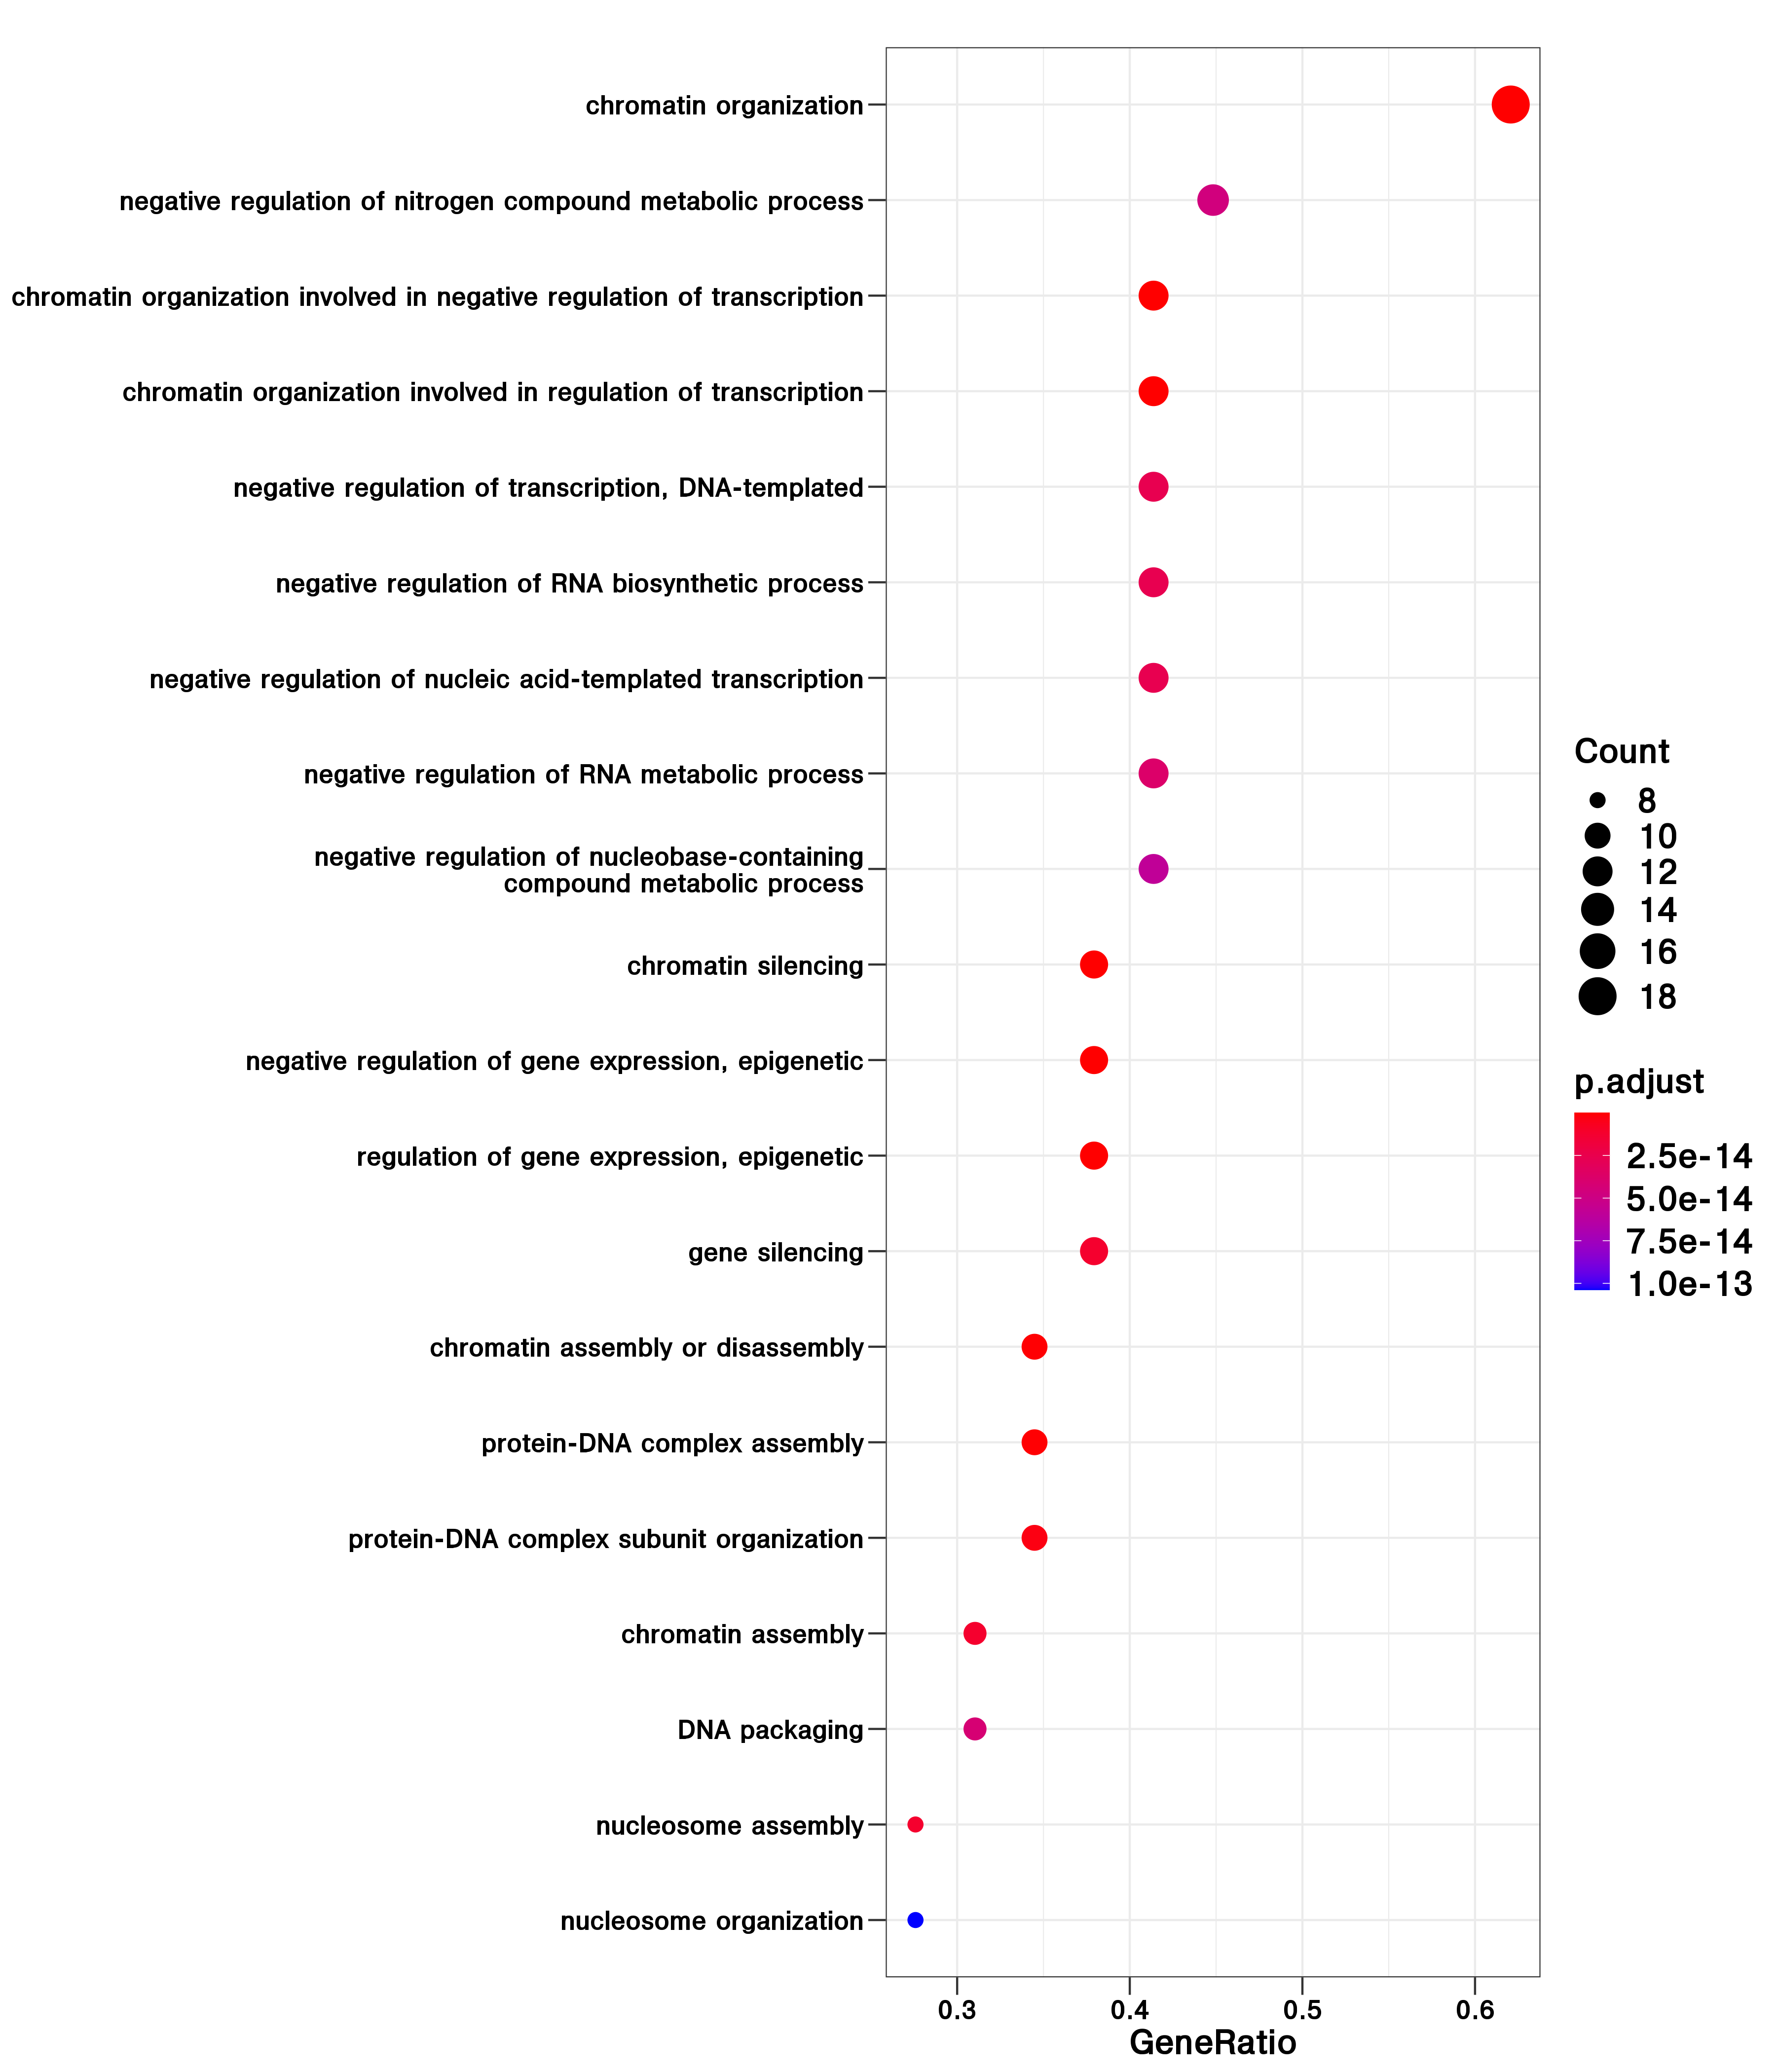 chromatin organization
negative regulation of nitrogen compound metabolic process
chromatin organization involved in negative regulation of transcription
chromatin organization involved in regulation of transcription
negative regulation of transcription, DNA-templated
negative regulation of RNA biosynthetic process
negative regulation of nucleic acid-templated transcription
negative regulation of RNA metabolic process
negative regulation of nucleobase-containing
compound metabolic process
chromatin silencing
negative regulation of gene expression, epigenetic
regulation of gene expression, epigenetic
gene silencing
chromatin assembly or disassembly
protein-DNA complex assembly
protein-DNA complex subunit organization
chromatin assembly
DNA packaging
nucleosome assembly
nucleosome organization
0.3 0.4 0.5 0.6
GeneRatio
Count
8
10
12
14
16
18
p.adjust
2.5e-14
5.0e-14
7.5e-14
1.0e-13